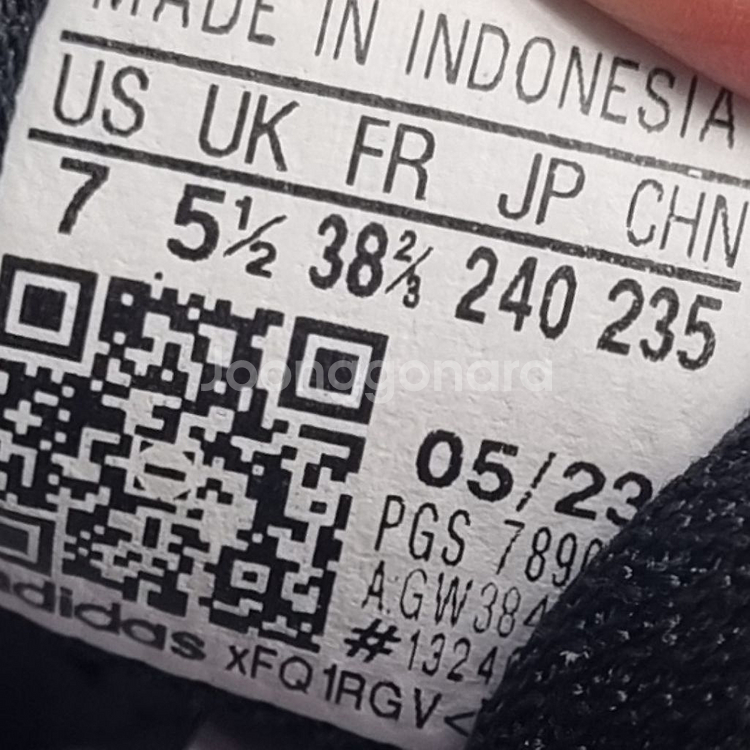 MADE IN INDONESIA
US UK FR JP CHN
7 5½ 38⅔ 240 235
Joonggonara
05/23
PGS 789
A:GW384
#1324
adidas xFQ1RGV<